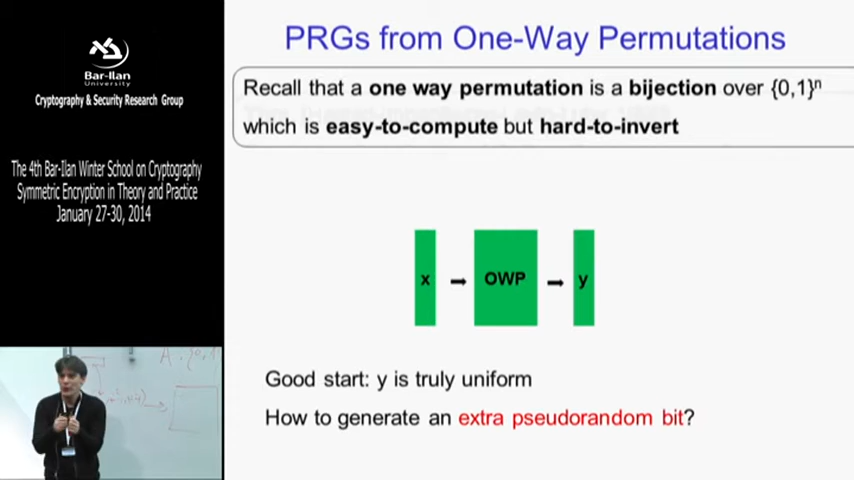 PRGs from One-Way Permutations
Bar-Ilan
University
Cryptography & Security Research Group
Recall that a one way permutation is a bijection over {0,1}ⁿ
which is easy-to-compute but hard-to-invert
The 4th Bar-Ilan Winter School on Cryptography
Symmetric Encryption in Theory and Practice
January 27-30, 2014
x → OWP → y
Good start: y is truly uniform
How to generate an extra pseudorandom bit?